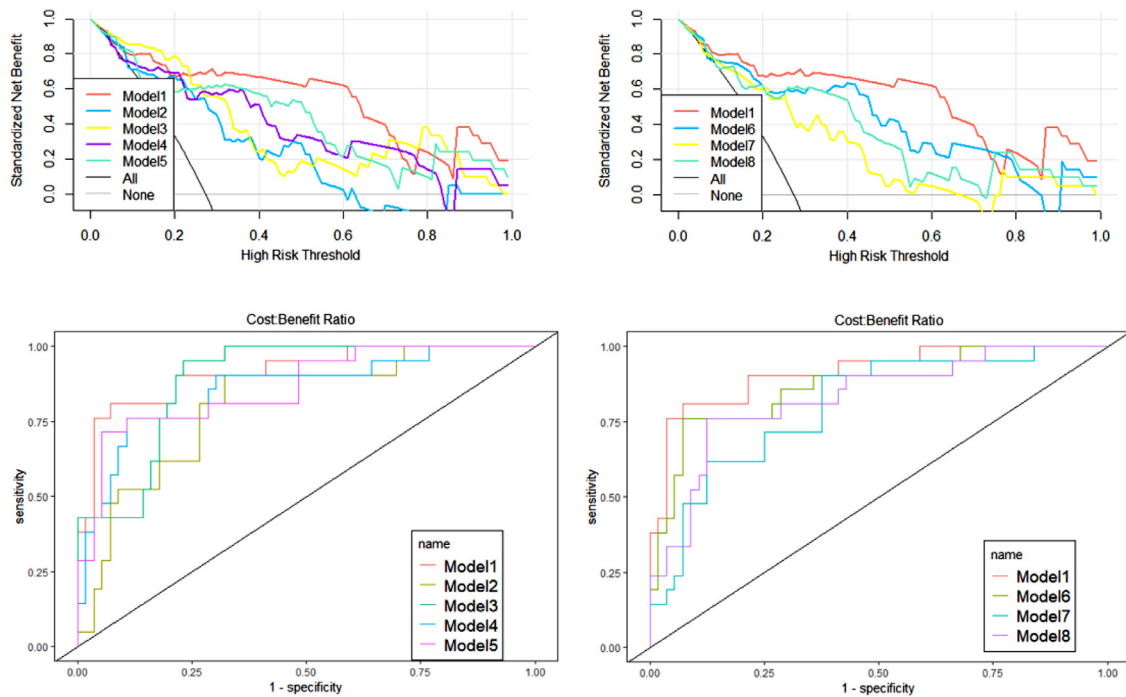 Standardized Net Benefit
1.0
0.8
0.6
0.4
0.2
0.0
Model1
Model2
Model3
Model4
Model5
All
None
0.0 0.2 0.4 0.6 0.8 1.0
High Risk Threshold
Standardized Net Benefit
1.0
0.8
0.6
0.4
0.2
0.0
Model1
Model6
Model7
Model8
All
None
0.0 0.2 0.4 0.6 0.8 1.0
High Risk Threshold
Cost:Benefit Ratio
sensitivity
1.00
0.75
0.50
0.25
0.00
name
Model1
Model2
Model3
Model4
Model5
0.00 0.25 0.50 0.75 1.00
1 - specificity
Cost:Benefit Ratio
sensitivity
1.00
0.75
0.50
0.25
0.00
name
Model1
Model6
Model7
Model8
0.00 0.25 0.50 0.75 1.00
1 - specificity